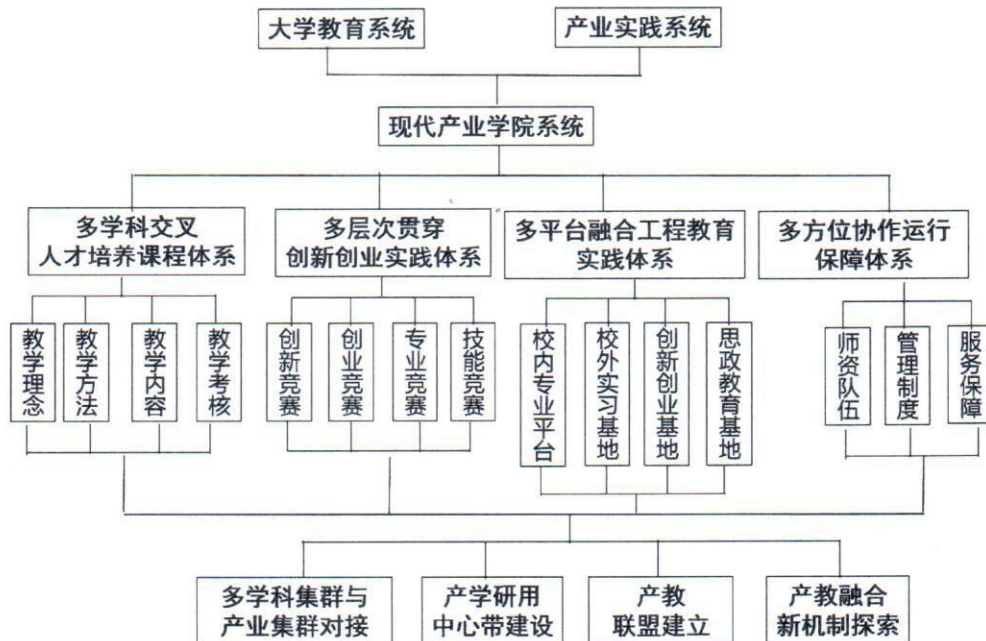 大学教育系统
产业实践系统
现代产业学院系统
多学科交叉
人才培养课程体系
多层次贯穿
创新创业实践体系
多平台融合工程教育
实践体系
多方位协作运行
保障体系
教学理念
教学方法
教学内容
教学考核
创新竞赛
创业竞赛
专业竞赛
技能竞赛
校内专业平台
校外实习基地
创新创业基地
思政教育基地
师资队伍
管理制度
服务保障
多学科集群与
产业集群对接
产学研用
中心带建设
产教
联盟建立
产教融合
新机制探索